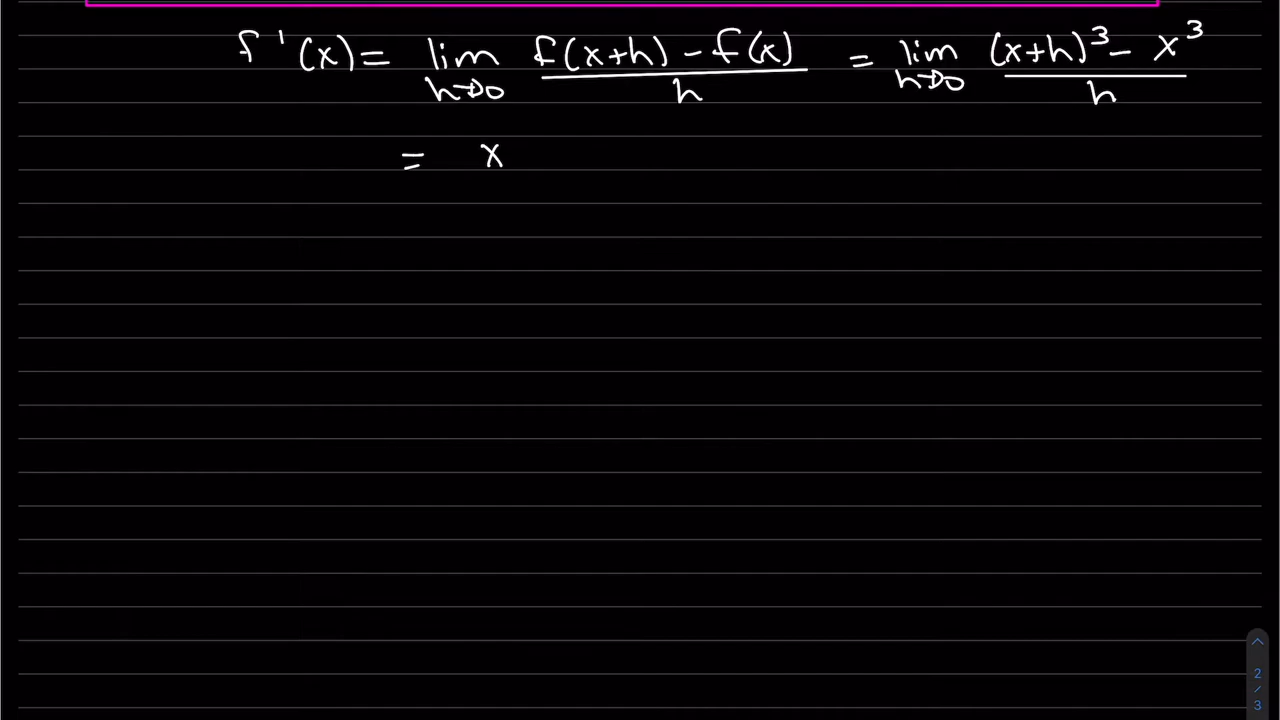 f'(x) = lim h→0 f(x+h) - f(x) / h = lim h→0 (x+h)³ - x³ / h
= x
2 / 3